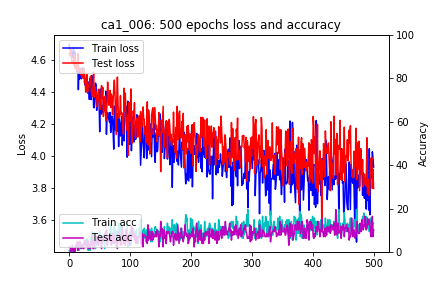 ca1_006: 500 epochs loss and accuracy
Train loss
Test loss
Train acc
Test acc
Loss
4.6
4.4
4.2
4.0
3.8
3.6
Accuracy
100
80
60
40
20
0
0
100
200
300
400
500